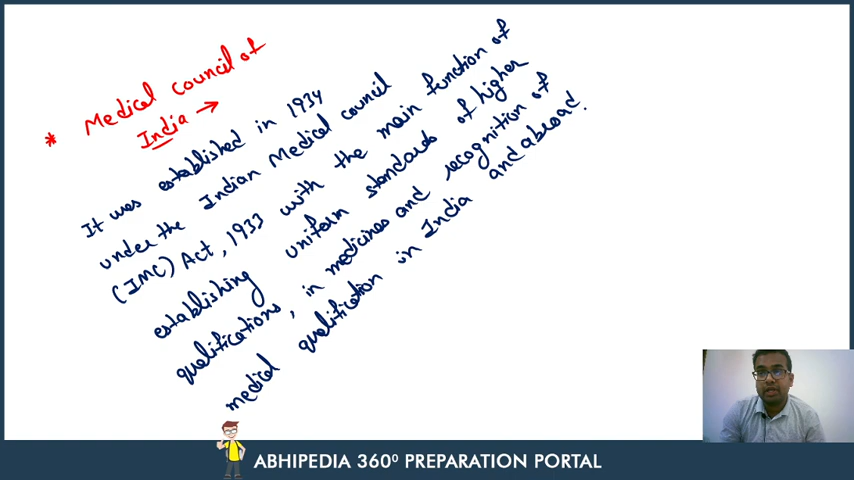 * Medical council of
India →
It was established in 1934
under the Indian Medical council
(IMC) Act, 1933 with the main function of
establishing uniform standards of higher
qualifications, in medicines and recognition of
medical qualification in India and abroad.
ABHIPEDIA 360⁰ PREPARATION PORTAL